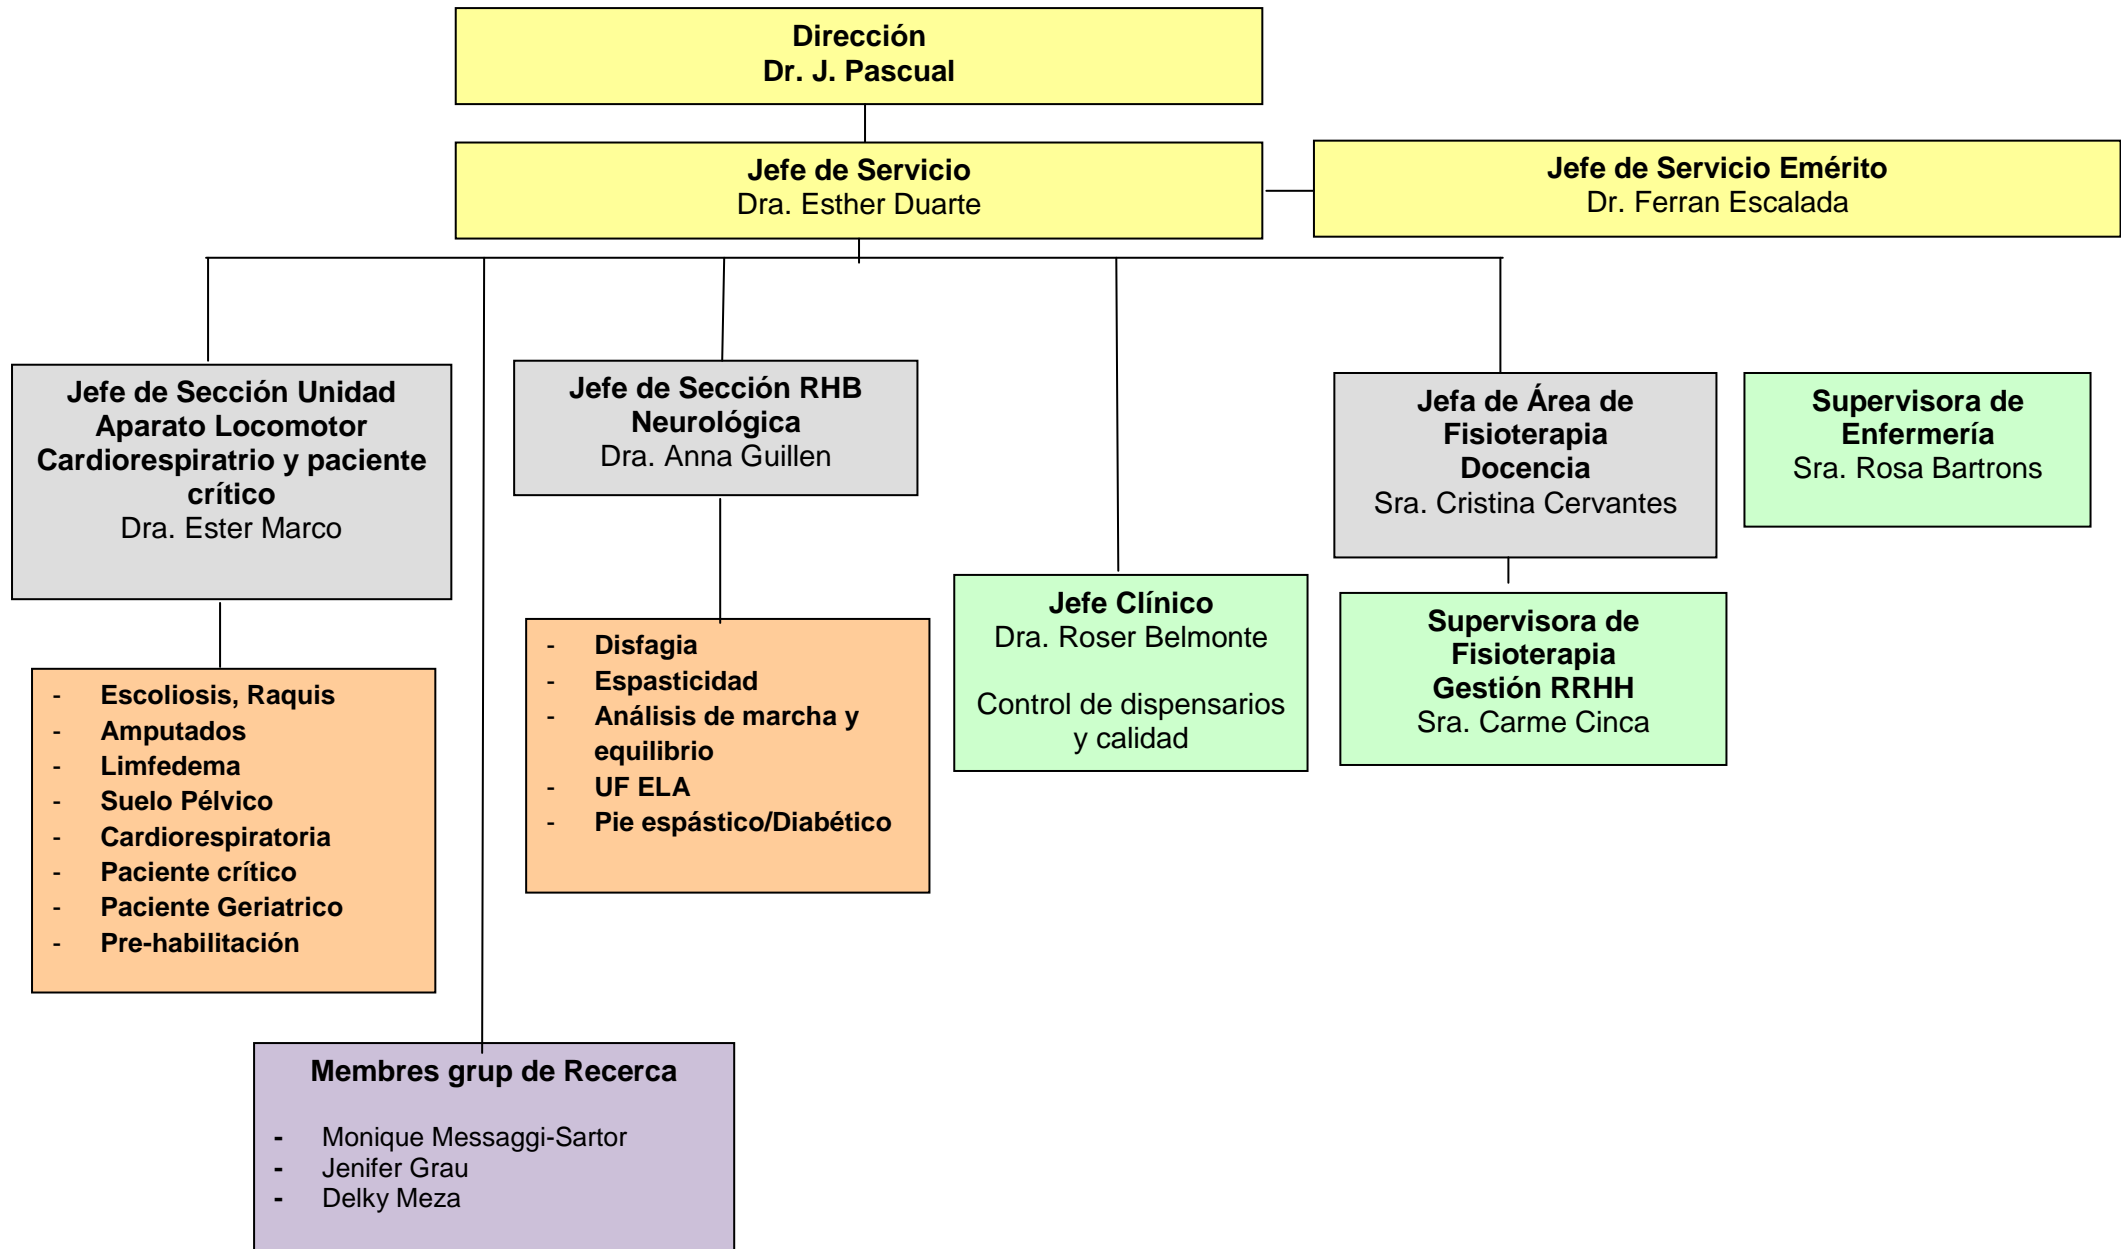 Dirección
Dr. J. Pascual
Jefe de Servicio
Dra. Esther Duarte
Jefe de Servicio Emérito
Dr. Ferran Escalada
Jefe de Sección Unidad
Aparato Locomotor
Cardiorespiratrio y paciente
crítico
Dra. Ester Marco
Jefe de Sección RHB
Neurológica
Dra. Anna Guillen
Jefa de Área de
Fisioterapia
Docencia
Sra. Cristina Cervantes
Supervisora de
Enfermería
Sra. Rosa Bartrons
Jefe Clínico
Dra. Roser Belmonte
Control de dispensarios
y calidad
Supervisora de
Fisioterapia
Gestión RRHH
Sra. Carme Cinca
- Escoliosis, Raquis
- Amputados
- Limfedema
- Suelo Pélvico
- Cardiorespiratoria
- Paciente crítico
- Paciente Geriatrico
- Pre-habilitación
- Disfagia
- Espasticidad
- Análisis de marcha y
equilibrio
- UF ELA
- Pie espástico/Diabético
Membres grup de Recerca
- Monique Messaggi-Sartor
- Jenifer Grau
- Delky Meza